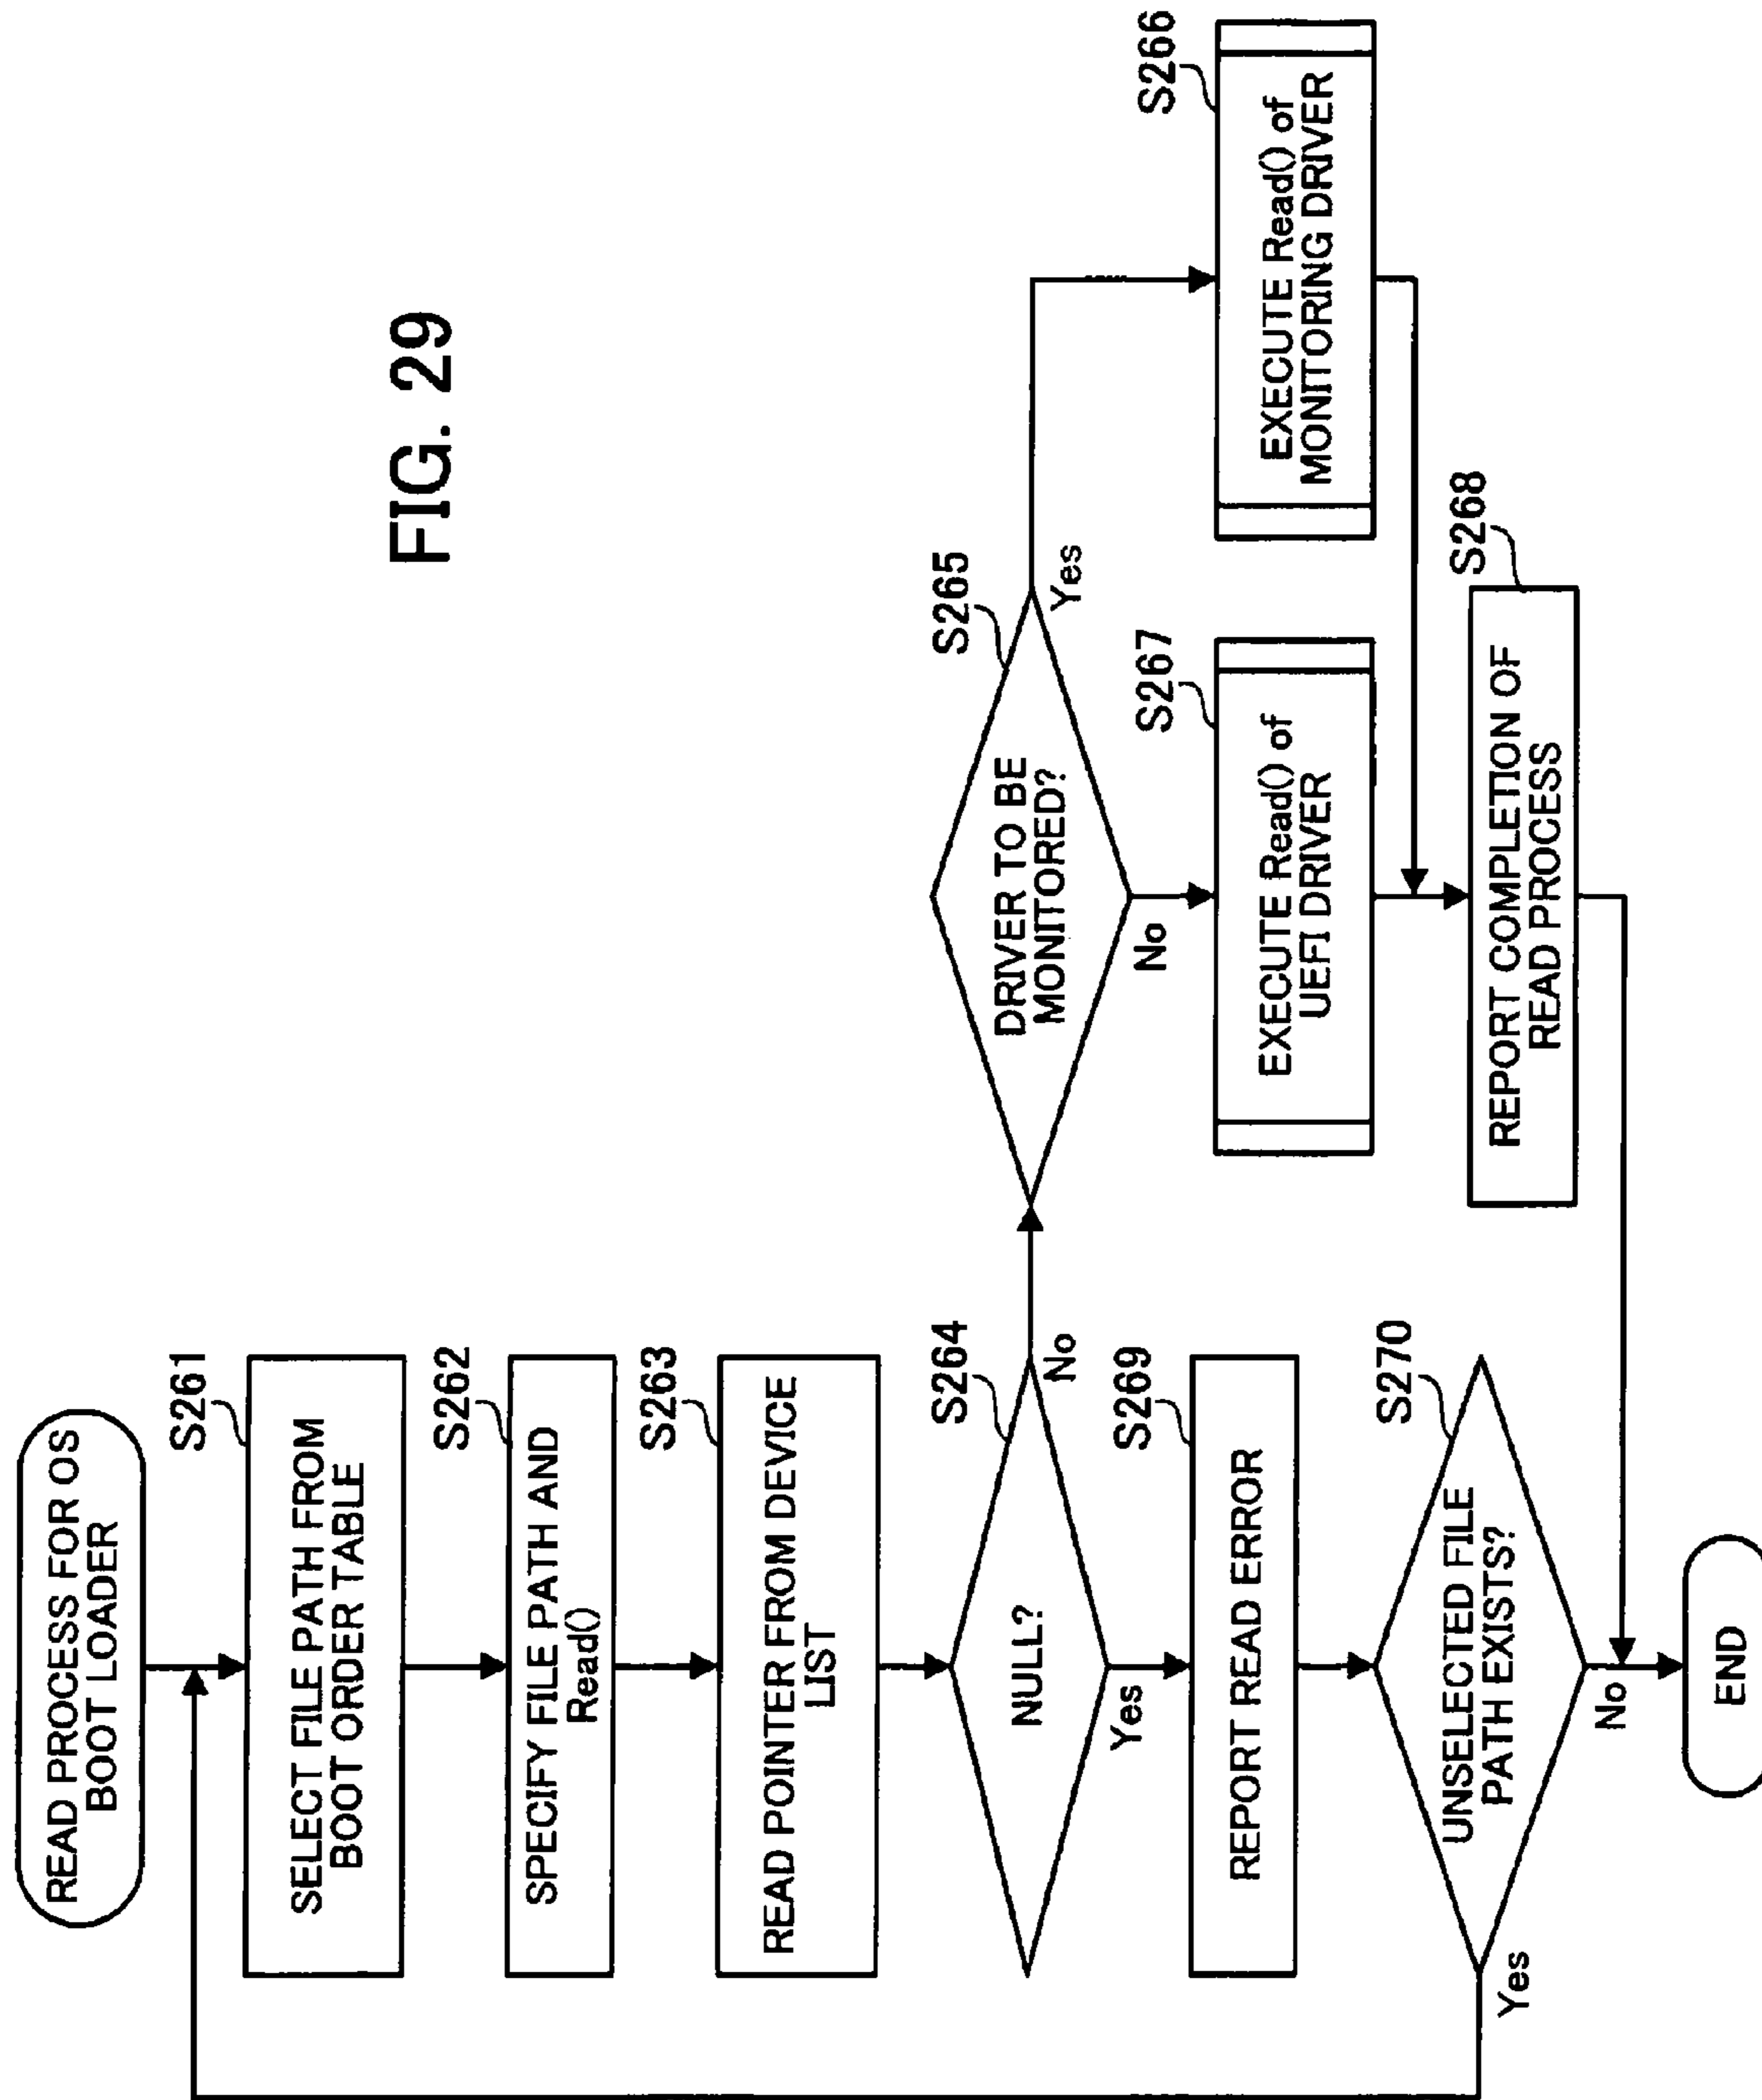 FIG. 29
READ PROCESS FOR OS
BOOT LOADER
S261
SELECT FILE PATH FROM
BOOT ORDER TABLE
S262
SPECIFY FILE PATH AND
Read()
S263
READ POINTER FROM DEVICE
LIST
S264
NULL?
No
Yes
S265
DRIVER TO BE
MONITORED?
Yes
No
S266
EXECUTE Read() of
MONITORING DRIVER
S267
EXECUTE Read() of
UEFI DRIVER
S268
REPORT COMPLETION OF
READ PROCESS
S269
REPORT READ ERROR
S270
UNSELECTED FILE
PATH EXISTS?
Yes
No
END